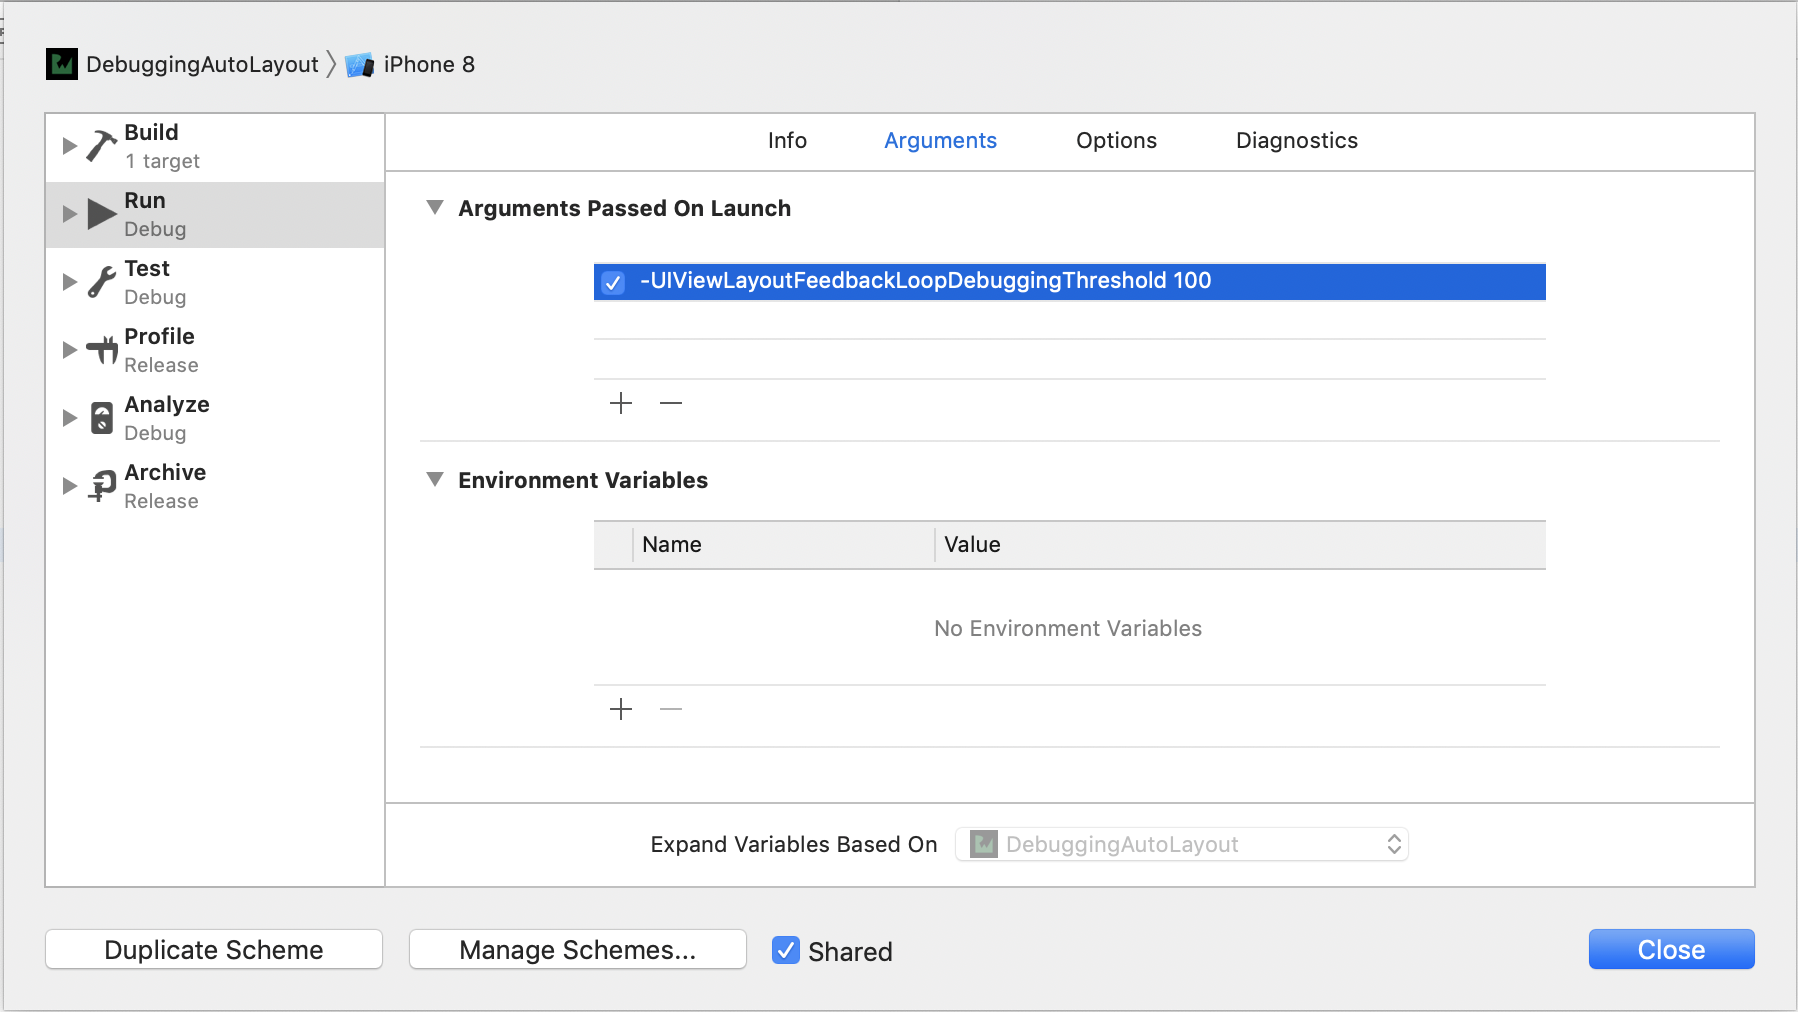 DebuggingAutoLayout iPhone 8
Build
1 target
Run
Debug
Test
Debug
Profile
Release
Analyze
Debug
Archive
Release
Info Arguments Options Diagnostics
Arguments Passed On Launch
-UIViewLayoutFeedbackLoopDebuggingThreshold 100
Environment Variables
Name Value
No Environment Variables
Expand Variables Based On DebuggingAutoLayout
Duplicate Scheme Manage Schemes... Shared Close